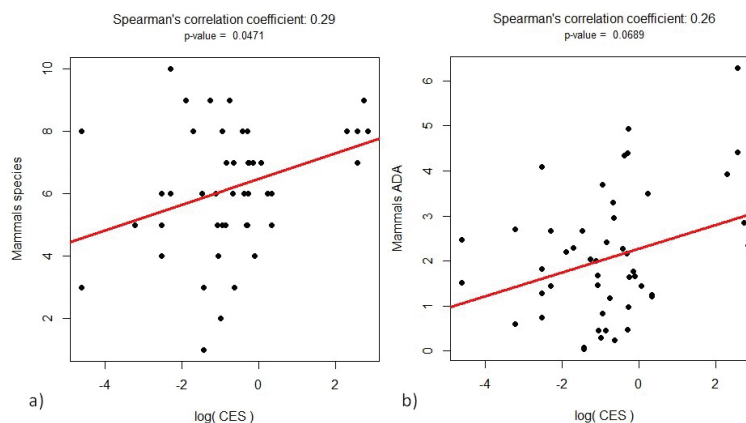 Spearman's correlation coefficient: 0.29
p-value = 0.0471
10
8
6
4
2
Mammals species
-4 -2 0 2
log( CES )
a)
Spearman's correlation coefficient: 0.26
p-value = 0.0689
6
5
4
3
2
1
0
Mammals ADA
-4 -2 0 2
log( CES )
b)